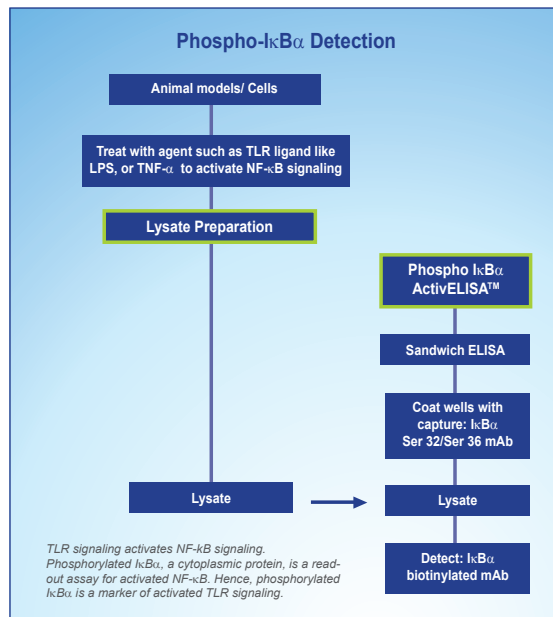 Phospho-IκBα Detection
Animal models/ Cells
Treat with agent such as TLR ligand like
LPS, or TNF-α to activate NF-κB signaling
Lysate Preparation
Phospho IκBα
ActivELISA™
Sandwich ELISA
Coat wells with
capture: IκBα
Ser 32/Ser 36 mAb
Lysate
Lysate
Detect: IκBα
biotinylated mAb
TLR signaling activates NF-kB signaling.
Phosphorylated IκBα, a cytoplasmic protein, is a read-
out assay for activated NF-κB. Hence, phosphorylated
IκBα is a marker of activated TLR signaling.